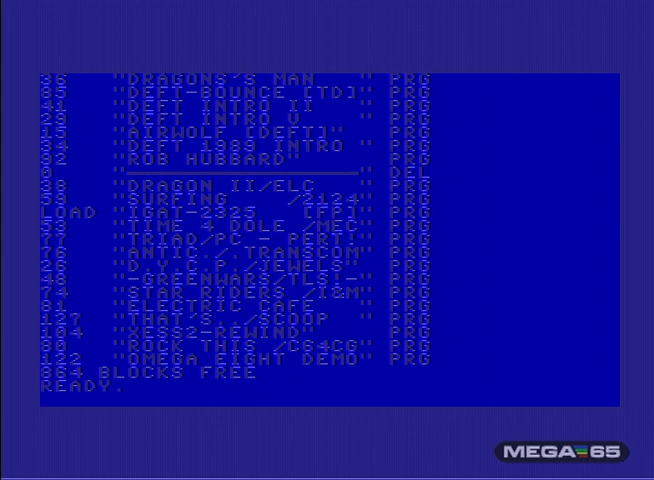 36 "DRAGONS'S MAN " PRG
85 "DEFT-BOUNCE [TD]" PRG
41 "DEFT INTRO II " PRG
29 "DEFT INTRO V " PRG
15 "AIRWOLF [DEFT]" PRG
34 "DEFT 1989 INTRO " PRG
92 "ROB HUBBARD" PRG
0 "────────────────" DEL
38 "DRAGON II/ELC " PRG
59 "SURFING /2124" PRG
LOAD "IGAT-2325 [FP]" PRG
53 "TIME 4 DOLE /MEC" PRG
77 "TRIAD/PC - PERT!" PRG
76 "ANTIC./.TRANSCOM" PRG
26 "D.Y.C.P./JEWELS" PRG
48 "-GREENWARS/TLS!-" PRG
74 "STAR RIDERS /I&M" PRG
81 "ELECTRIC CAFE " PRG
127 "THAT'S../SCOOP " PRG
104 "XESS2-REWIND" PRG
80 "ROCK THIS /C64CG" PRG
122 "OMEGA EIGHT DEMO" PRG
864 BLOCKS FREE
READY.
MEGA 65